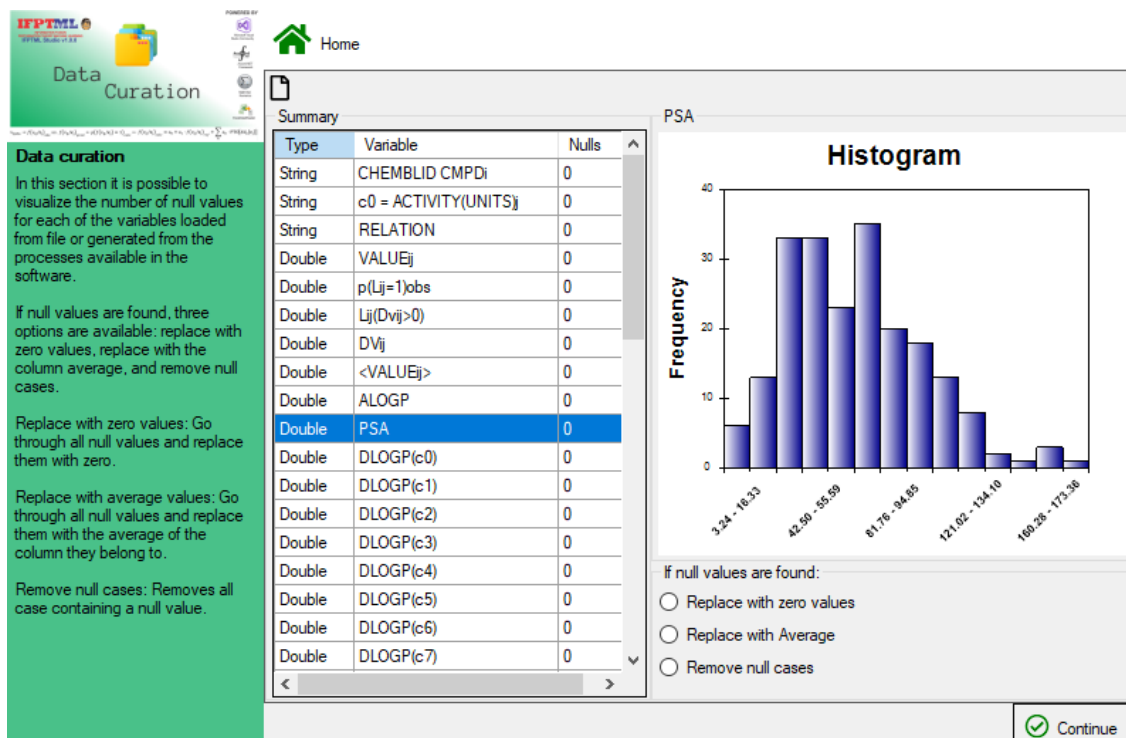 IFPTML
IFPTML Studio v1.0.0
POWERED BY
Data
Curation
Home
Data curation
In this section it is possible to
visualize the number of null values
for each of the variables loaded
from file or generated from the
processes available in the
software.
If null values are found, three
options are available: replace with
zero values, replace with the
column average, and remove null
cases.
Replace with zero values: Go
through all null values and replace
them with zero.
Replace with average values: Go
through all null values and replace
them with the average of the
column they belong to.
Remove null cases: Removes all
case containing a null value.
Summary
Type Variable Nulls
String CHEMBLID CMPDi 0
String c0 = ACTIVITY(UNITS)j 0
String RELATION 0
Double VALUEij 0
Double p(Lij=1)obs 0
Double Lij(Dvij>0) 0
Double DVij 0
Double <VALUEij> 0
Double ALOGP 0
Double PSA 0
Double DLOGP(c0) 0
Double DLOGP(c1) 0
Double DLOGP(c2) 0
Double DLOGP(c3) 0
Double DLOGP(c4) 0
Double DLOGP(c5) 0
Double DLOGP(c6) 0
Double DLOGP(c7) 0
PSA
Histogram
Frequency
40
30
20
10
0
3.24 - 16.33
42.50 - 55.59
81.76 - 94.85
121.02 - 134.10
160.28 - 173.36
If null values are found:
Replace with zero values
Replace with Average
Remove null cases
Continue